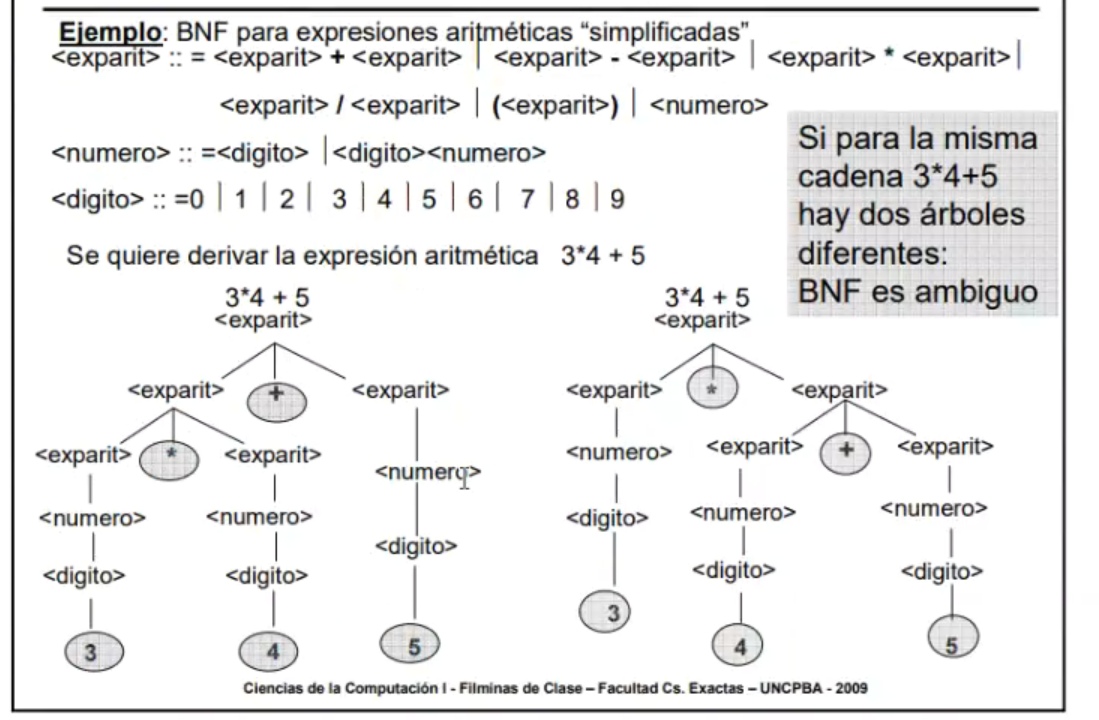 Ejemplo: BNF para expresiones aritméticas “simplificadas”
<exparit> :: = <exparit> + <exparit> | <exparit> - <exparit> | <exparit> * <exparit> |
<exparit> / <exparit> | (<exparit>) | <numero>
<numero> :: =<digito> |<digito><numero>
<digito> :: =0 | 1 | 2 | 3 | 4 | 5 | 6 | 7 | 8 | 9
Si para la misma
cadena 3*4+5
hay dos árboles
diferentes:
BNF es ambiguo
Se quiere derivar la expresión aritmética 3*4 + 5
3*4 + 5
<exparit>
<exparit> + <exparit>
<exparit> * <exparit>
<numero>
<numero> <numero>
<digito>
<digito> <digito>
3 4 5
3*4 + 5
<exparit>
<exparit> * <exparit>
<numero> <exparit> + <exparit>
<digito> <numero> <numero>
<digito> <digito>
3
4 5
Ciencias de la Computación I - Filminas de Clase – Facultad Cs. Exactas – UNCPBA - 2009